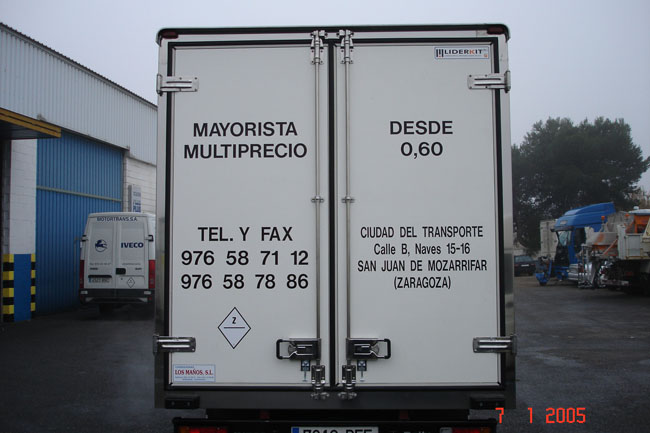 LIDERKIT
MAYORISTA
MULTIPRECIO
DESDE
0,60
TEL. Y FAX
976 58 71 12
976 58 78 86
CIUDAD DEL TRANSPORTE
Calle B, Naves 15-16
SAN JUAN DE MOZARRIFAR
(ZARAGOZA)
Z
LOS MAÑOS, S.L.
MOTORTRANS, S.A.
IVECO
7 1 2005